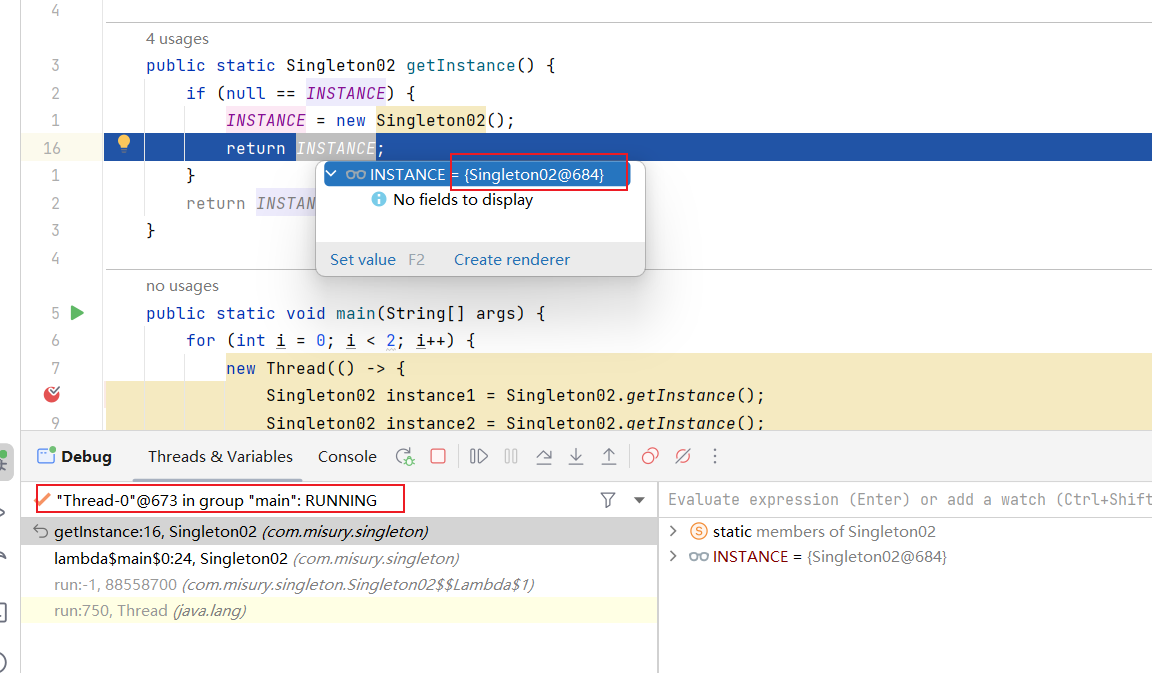 4
4 usages
3 public static Singleton02 getInstance() {
2 if (null == INSTANCE) {
1 INSTANCE = new Singleton02();
16 return INSTANCE;
1 }
2 return INSTAN
3 }
4
INSTANCE = {Singleton02@684}
No fields to display
Set value F2 Create renderer
no usages
5 public static void main(String[] args) {
6 for (int i = 0; i < 2; i++) {
7 new Thread(() -> {
Singleton02 instance1 = Singleton02.getInstance();
9 Singleton02 instance2 = Singleton02.getInstance();
Debug Threads & Variables Console
"Thread-0"@673 in group "main": RUNNING
getInstance:16, Singleton02 (com.misury.singleton)
lambda$main$0:24, Singleton02 (com.misury.singleton)
run:-1, 88558700 (com.misury.singleton.Singleton02$$Lambda$1)
run:750, Thread (java.lang)
Evaluate expression (Enter) or add a watch (Ctrl+Shift
S static members of Singleton02
INSTANCE = {Singleton02@684}